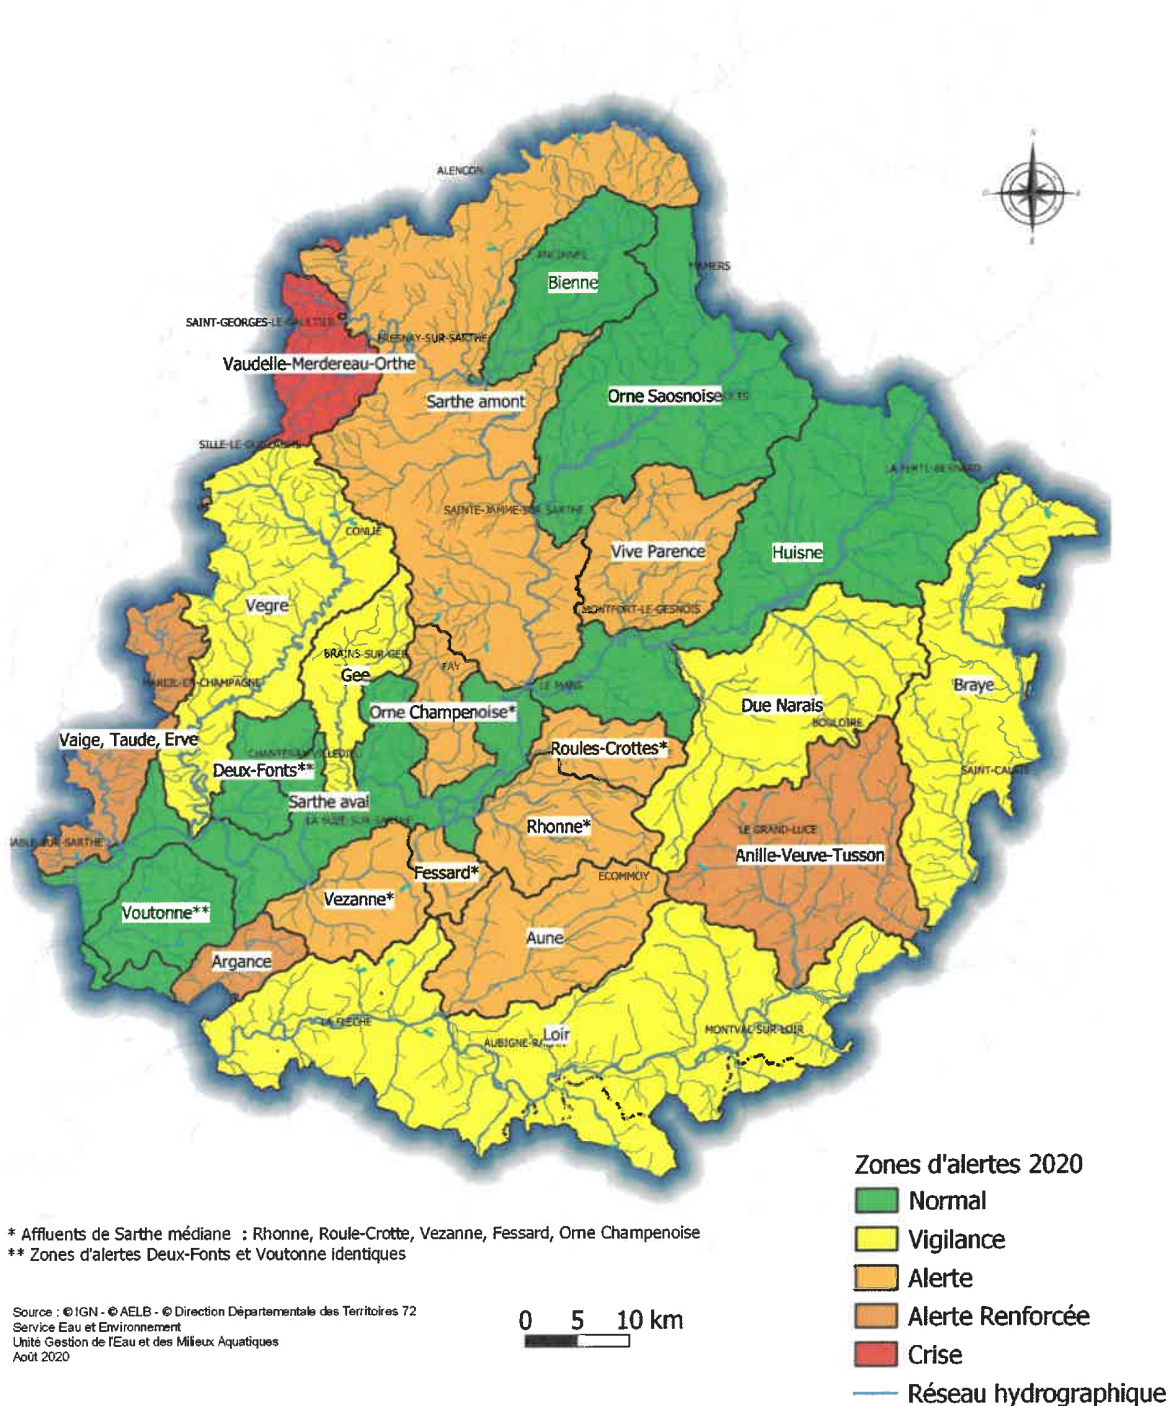 N
ALENCON
ANCINNES
MAMERS
Bienne
SAINT-GEORGES-LE-GAULTIER
FRESNAY-SUR-SARTHE
Vaudelle-Merdereau-Orthe
Sarthe amont
Orne Saosnoise
SILLE-LE-GUILLAUME
LA FERTE-BERNARD
SAINTE-JAMME-SUR-SARTHE
CONLIE
Vive Parence
Huisne
Vegre
MONTFORT-LE-GESNOIS
BRAINS-SUR-GEE
FAY
Gee
MAREIL-EN-CHAMPAGNE
LE MANS
Braye
Orne Champenoise*
Due Narais
BOULOIRE
Vaige, Taude, Erve
Roules-Crottes*
Deux-Fonts**
SAINT-CALAIS
Sarthe aval
LA SUZE-SUR-SARTHE
Rhonne*
LE GRAND-LUCE
SABLE-SUR-SARTHE
Anille-Veuve-Tusson
Fessard*
ECOMMOY
Vezanne*
Voutonne**
Aune
Argance
LA FLECHE
Loir
MONTVAL-SUR-LOIR
Zones d'alertes 2020
Normal
Vigilance
Alerte
Alerte Renforcée
Crise
Réseau hydrographique
* Affluents de Sarthe médiane : Rhonne, Roule-Crotte, Vezanne, Fessard, Orne Champenoise
** Zones d'alertes Deux-Fonts et Voutonne identiques
Source : © IGN - © AELB - © Direction Départementale des Territoires 72
Service Eau et Environnement
Unité Gestion de l'Eau et des Milieux Aquatiques
Août 2020
0 5 10 km